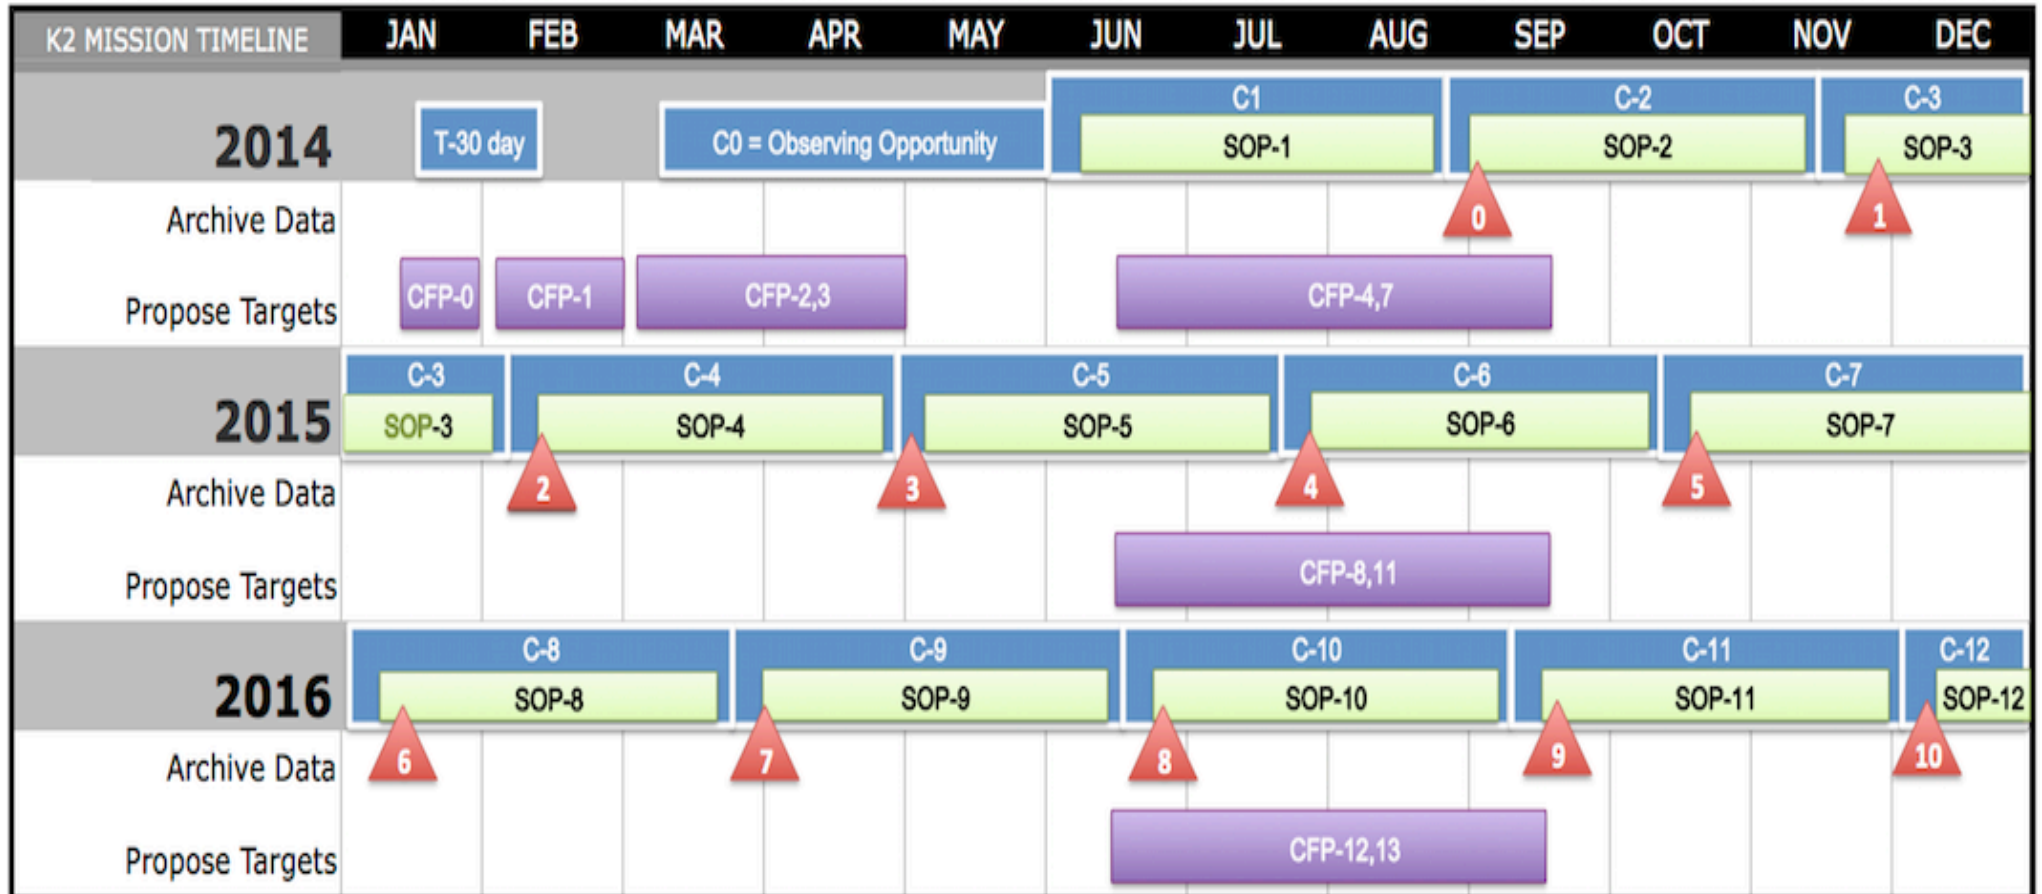 K2 MISSION TIMELINE JAN FEB MAR APR MAY JUN JUL AUG SEP OCT NOV DEC
C1 C-2 C-3
2014 T-30 day C0 = Observing Opportunity SOP-1 SOP-2 SOP-3
Archive Data 0 1
Propose Targets CFP-0 CFP-1 CFP-2,3 CFP-4,7
C-3 C-4 C-5 C-6 C-7
2015 SOP-3 SOP-4 SOP-5 SOP-6 SOP-7
Archive Data 2 3 4 5
Propose Targets CFP-8,11
C-8 C-9 C-10 C-11 C-12
2016 SOP-8 SOP-9 SOP-10 SOP-11 SOP-12
Archive Data 6 7 8 9 10
Propose Targets CFP-12,13